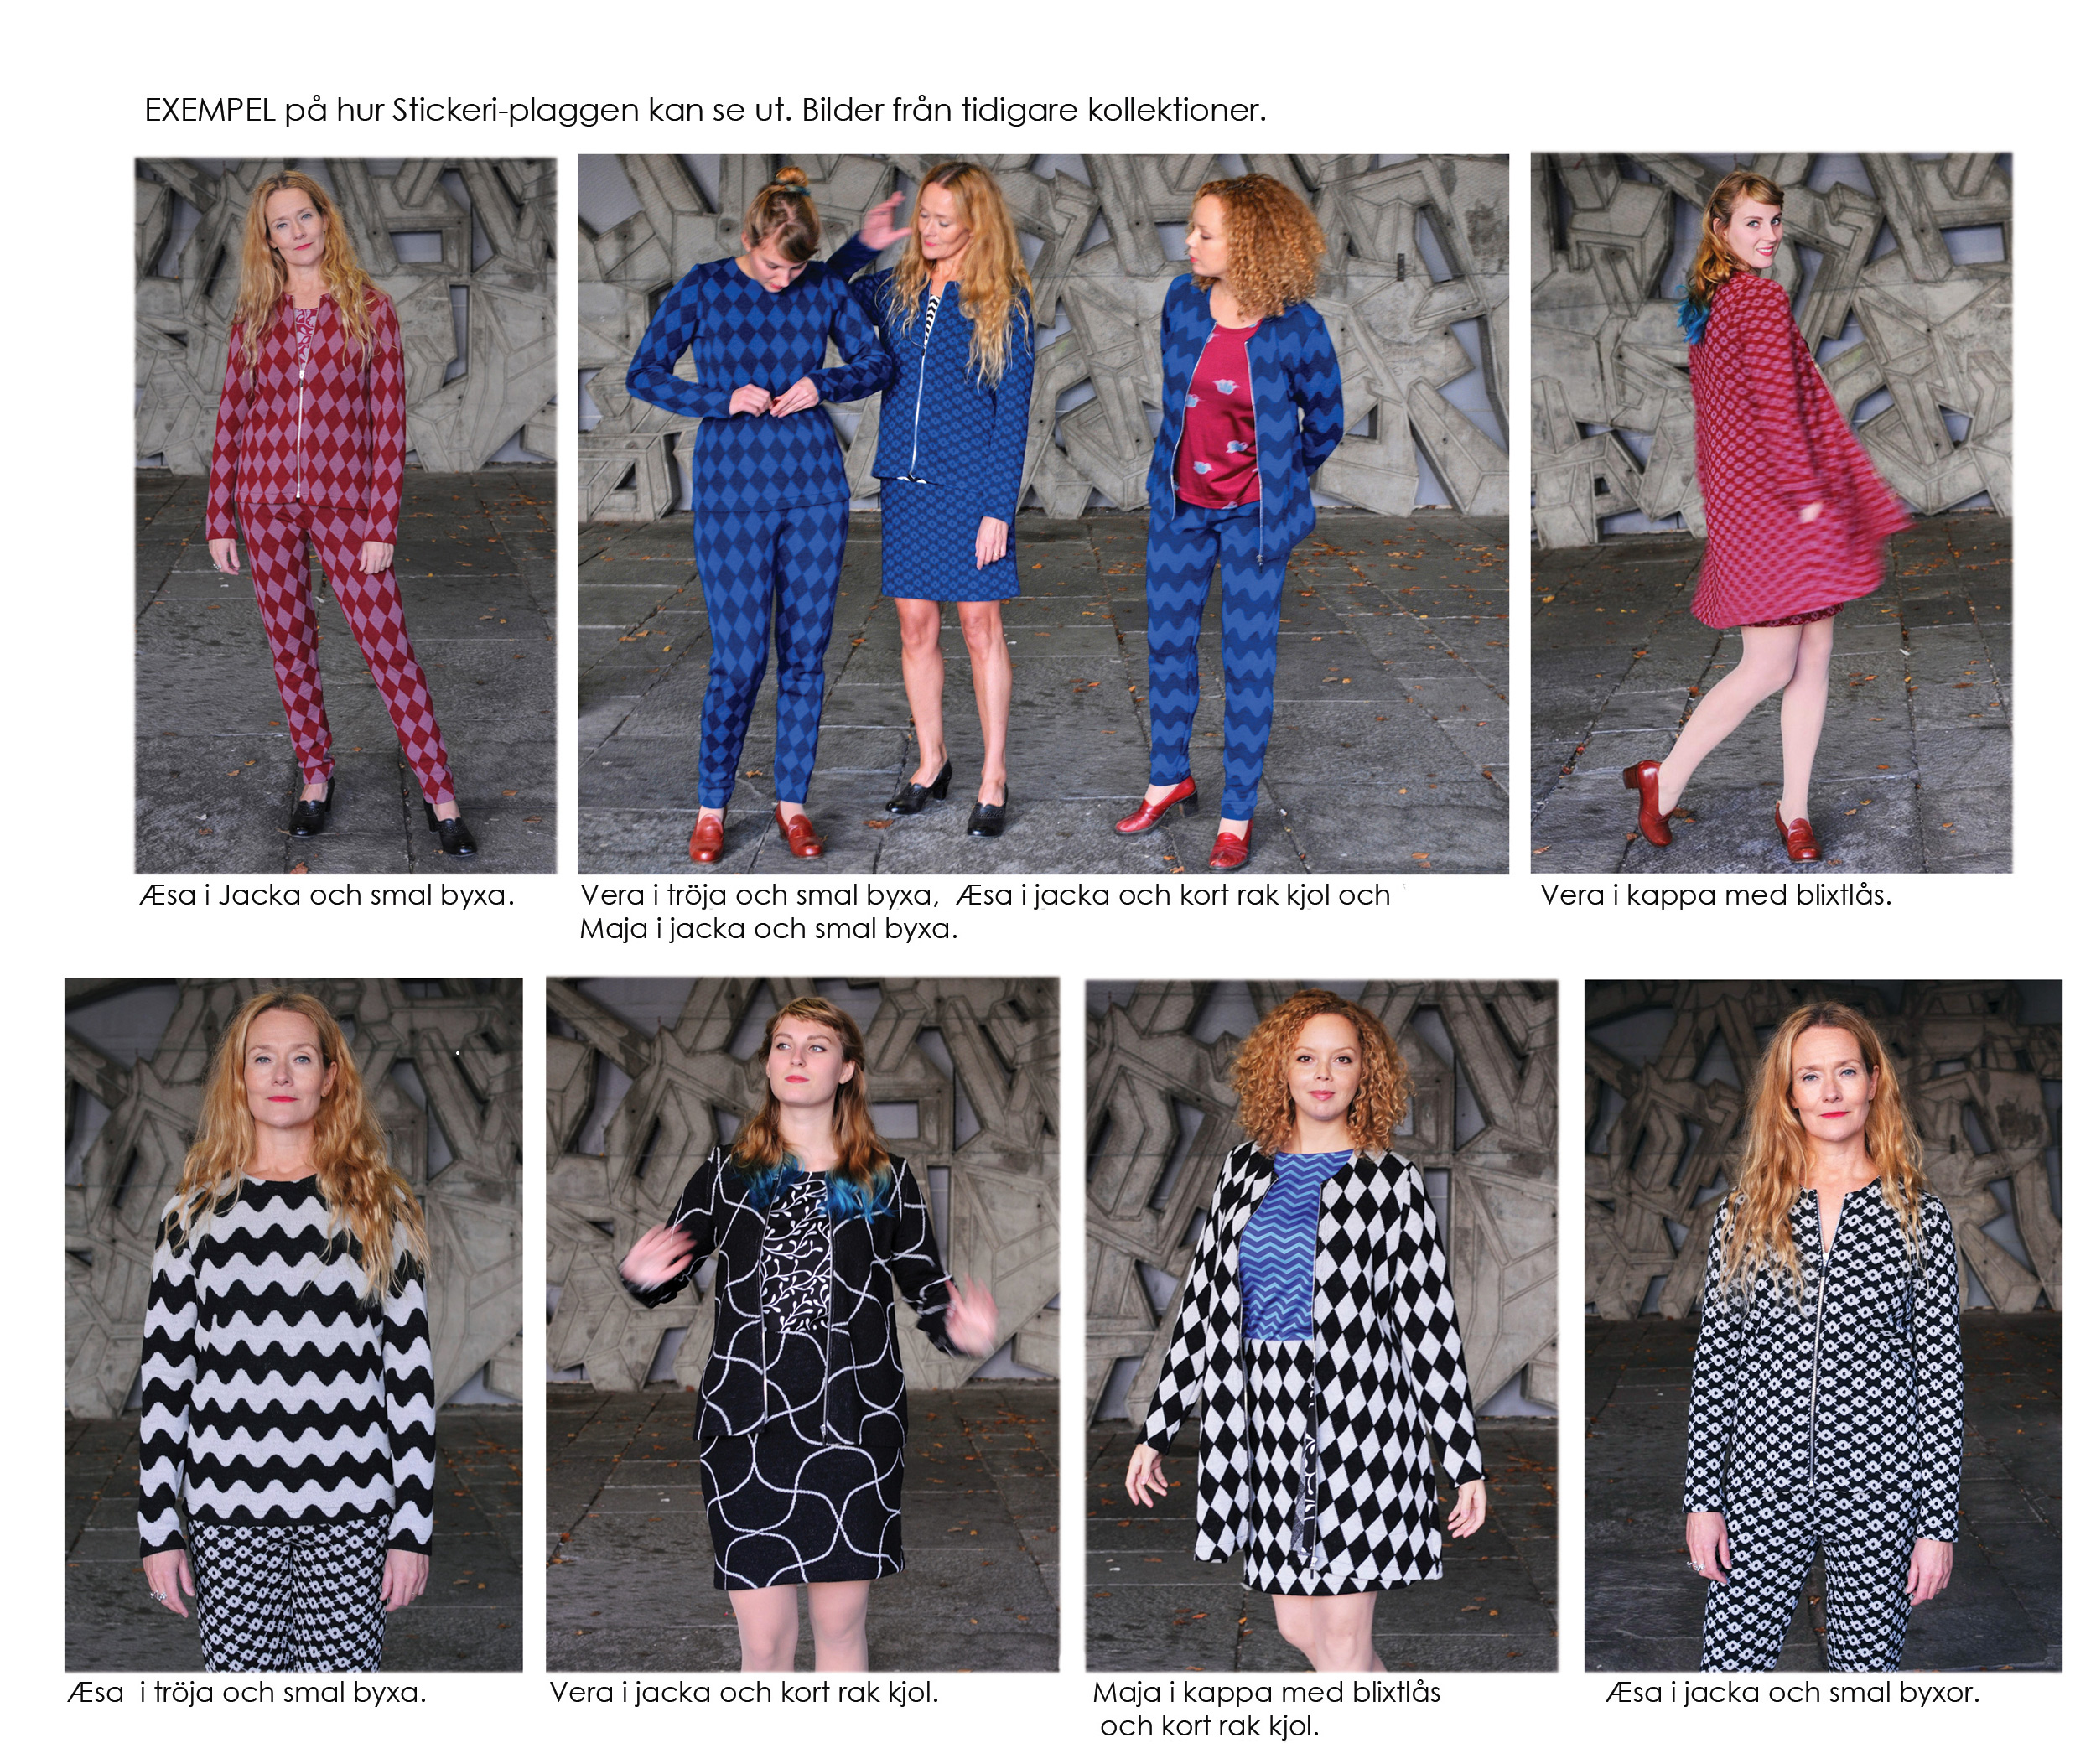 EXEMPEL på hur Stickeri-plaggen kan se ut. Bilder från tidigare kollektioner.
Æsa i Jacka och smal byxa.
Vera i tröja och smal byxa, Æsa i jacka och kort rak kjol och
Maja i jacka och smal byxa.
Vera i kappa med blixtlås.
Æsa i tröja och smal byxa.
Vera i jacka och kort rak kjol.
Maja i kappa med blixtlås
och kort rak kjol.
Æsa i jacka och smal byxor.